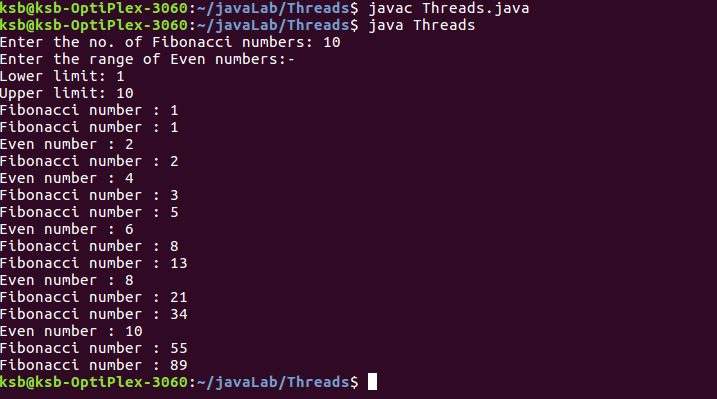 ksb@ksb-OptiPlex-3060:~/javaLab/Threads$ javac Threads.java
ksb@ksb-OptiPlex-3060:~/javaLab/Threads$ java Threads
Enter the no. of Fibonacci numbers: 10
Enter the range of Even numbers:-
Lower limit: 1
Upper limit: 10
Fibonacci number : 1
Fibonacci number : 1
Even number : 2
Fibonacci number : 2
Even number : 4
Fibonacci number : 3
Fibonacci number : 5
Even number : 6
Fibonacci number : 8
Fibonacci number : 13
Even number : 8
Fibonacci number : 21
Fibonacci number : 34
Even number : 10
Fibonacci number : 55
Fibonacci number : 89
ksb@ksb-OptiPlex-3060:~/javaLab/Threads$